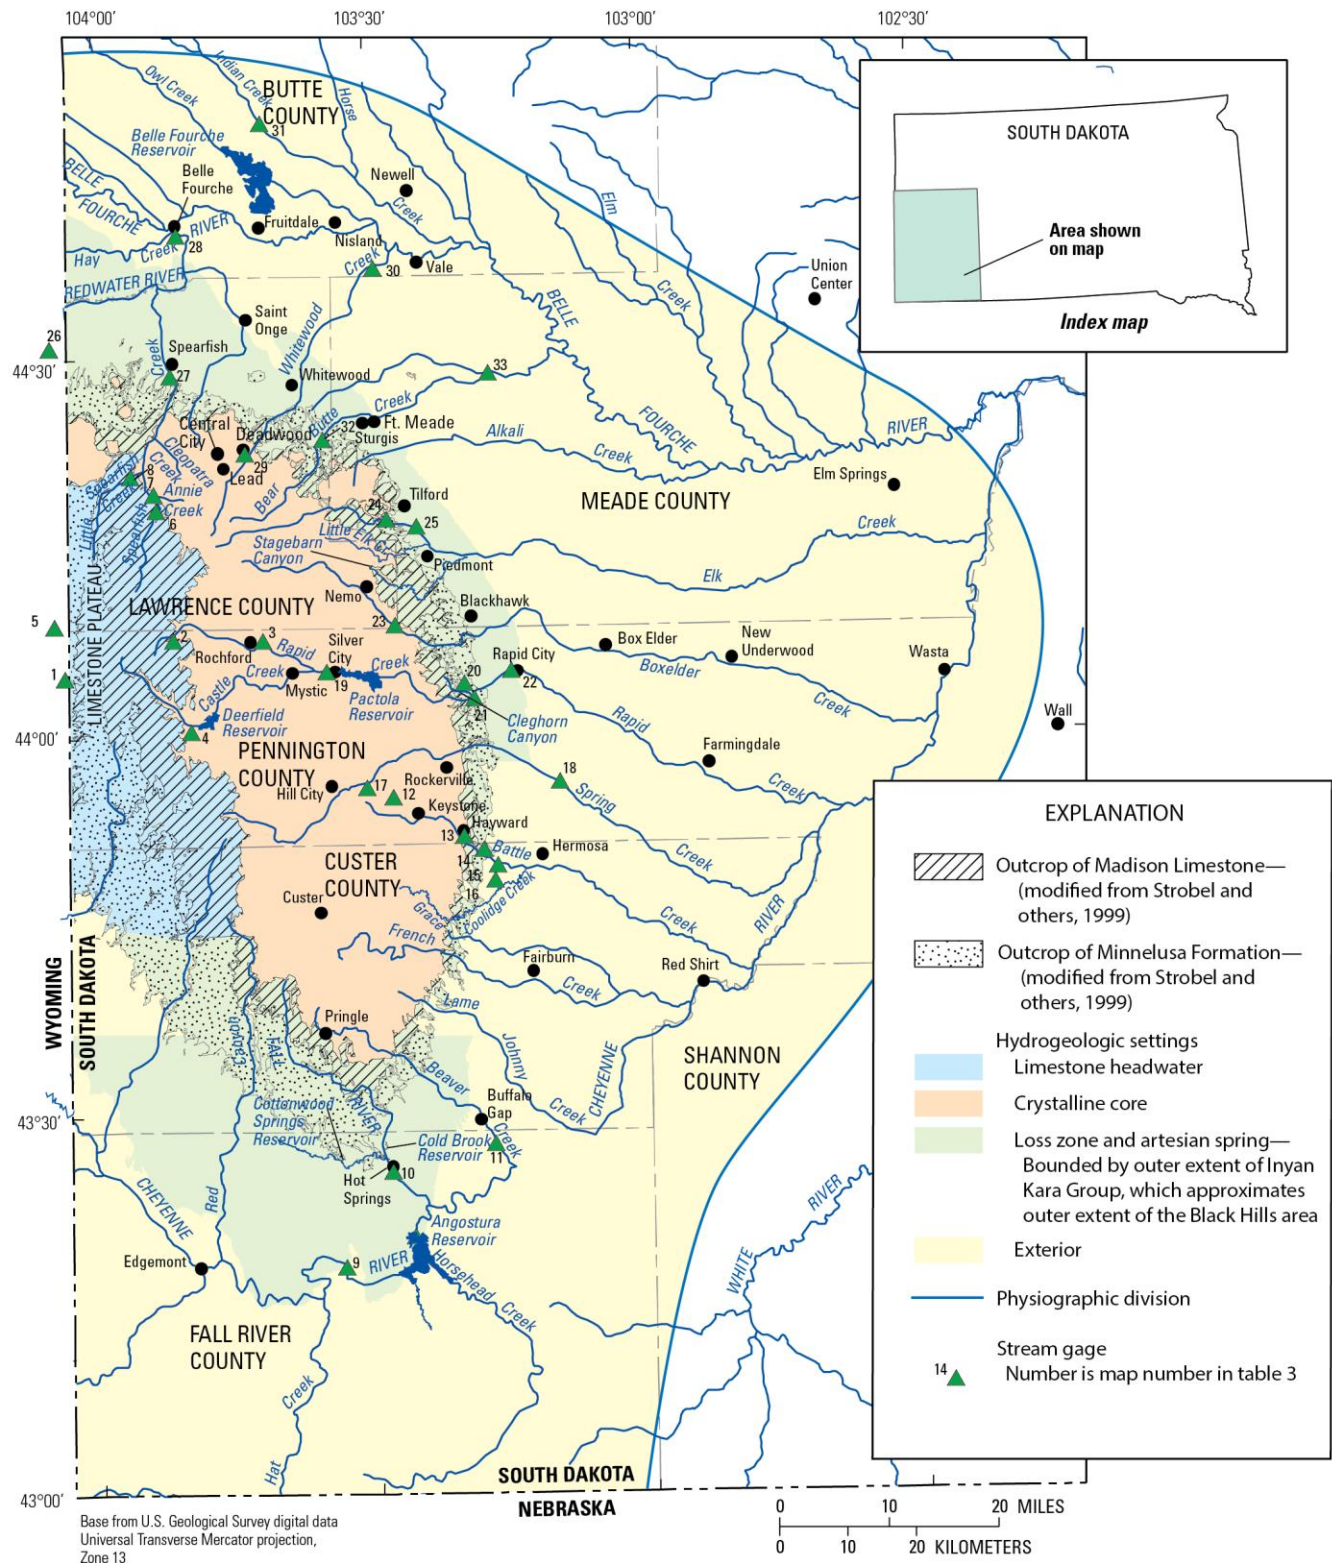 104°00'
103°30'
103°00'
102°30'
Owl Creek
Indian Creek
BUTTE
COUNTY
Horse
31
Belle Fourche
Reservoir
Belle
Fourche
BELLE
FOURCHE
RIVER
Newell
Creek
Fruitdale
Nisland
Elm
SOUTH DAKOTA
Area shown
on map
Index map
Hay
Creek
28
Creek
30
Vale
Union
Center
REDWATER RIVER
Creek
BELLE
Saint
Onge
26
44°30'
Creek
Spearfish
27
Whitewood
Whitewood
33
Creek
Butte
32
Ft. Meade
Sturgis
FOURCHE
RIVER
Central
City
Deadwood
Cleopatra
Creek
29
Lead
Alkali
Creek
Elm Springs
Spearfish
Creek
8
7
Annie
Creek
6
Little
Spearfish
Bear
Tilford
24
25
MEADE COUNTY
Little Elk Cr
Creek
Stagebarn
Canyon
Piedmont
Elk
Nemo
LAWRENCE COUNTY
LIMESTONE PLATEAU
Blackhawk
5
2
3
Rochford
Rapid
Silver
City
23
Box Elder
New
Underwood
Boxelder
Wasta
1
Creek
Mystic
19
Creek
20
Rapid City
22
21
Castle
Pactola
Reservoir
Cleghorn
Canyon
Rapid
Creek
Wall
Deerfield
Reservoir
4
44°00'
PENNINGTON
COUNTY
Farmingdale
Rockerville
18
Spring
Creek
Hill City
17
12
Keystone
Hayward
13
14
Battle
Hermosa
15
16
Creek
CUSTER
COUNTY
Custer
Grace
Coolidge Creek
Creek
RIVER
French
WYOMING
SOUTH DAKOTA
Fairburn
Creek
Red Shirt
Lame
Johnny
Creek
Pringle
SHANNON
COUNTY
Canyon
FALL
RIVER
Beaver
CHEYENNE
Buffalo
Gap
Creek
43°30'
Cottonwood
Springs
Reservoir
Cold Brook
Reservoir
11
Hot
Springs
10
CHEYENNE
Red
RIVER
Angostura
Reservoir
Edgemont
9
RIVER
Horsehead
Creek
WHITE
FALL RIVER
COUNTY
Creek
Hat
SOUTH DAKOTA
NEBRASKA
43°00'
EXPLANATION
Outcrop of Madison Limestone—
(modified from Strobel and
others, 1999)
Outcrop of Minnelusa Formation—
(modified from Strobel and
others, 1999)
Hydrogeologic settings
Limestone headwater
Crystalline core
Loss zone and artesian spring—
Bounded by outer extent of Inyan
Kara Group, which approximates
outer extent of the Black Hills area
Exterior
Physiographic division
Stream gage
14 Number is map number in table 3
Base from U.S. Geological Survey digital data
Universal Transverse Mercator projection,
Zone 13
0 10 20 MILES
0 10 20 KILOMETERS